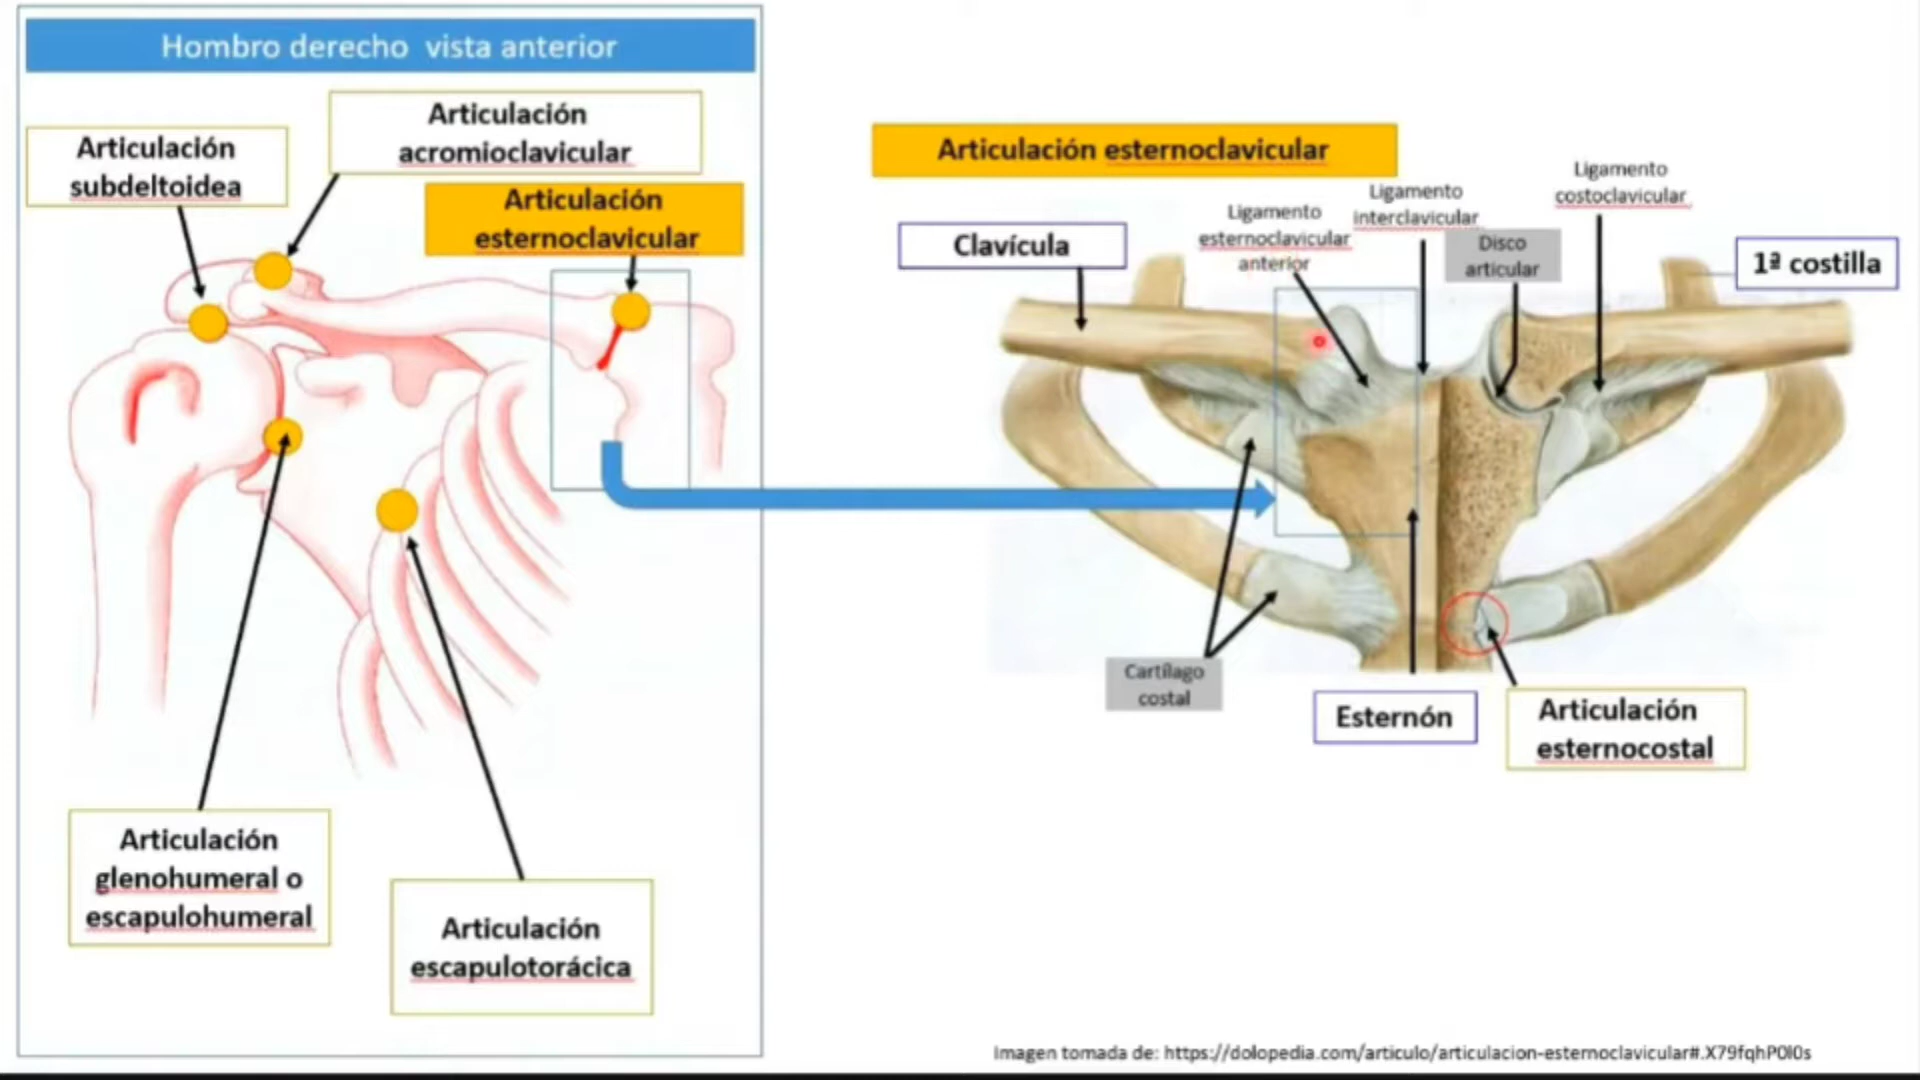 Hombro derecho  vista anterior
Articulación
subdeltoidea
Articulación
acromioclavicular
Articulación
esternoclavicular
Articulación
glenohumeral o
escapulohumeral
Articulación
escapulotorácica
Articulación esternoclavicular
Clavícula
Ligamento
esternoclavicular
anterior
Ligamento
interclavicular
Disco
articular
Ligamento
costoclavicular
1ª costilla
Cartílago
costal
Esternón
Articulación
esternocostal
Imagen tomada de: https://dolopedia.com/articulo/articulacion-esternoclavicular#.X79fqhP0l0s